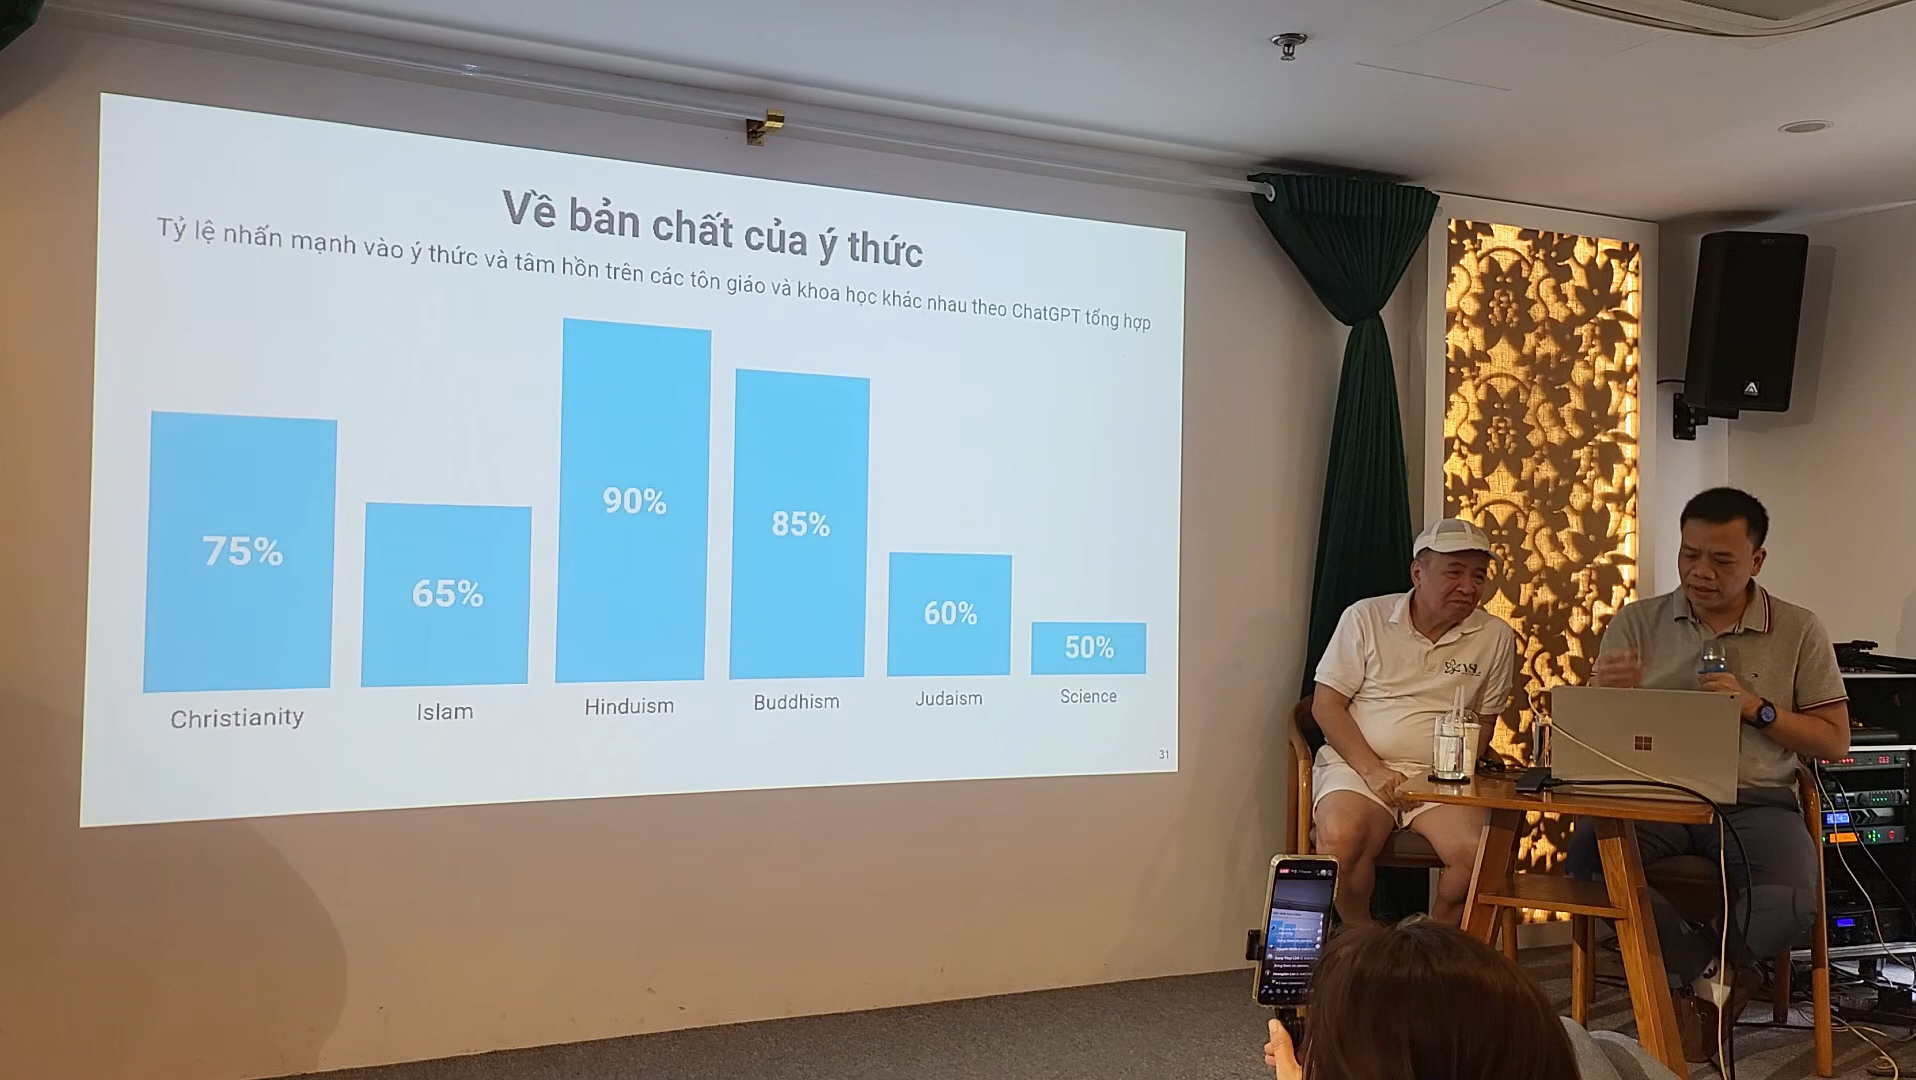 Về bản chất của ý thức
Tỷ lệ nhấn mạnh vào ý thức và tâm hồn trên các tôn giáo và khoa học khác nhau theo ChatGPT tổng hợp
75%
65%
90%
85%
60%
50%
Christianity
Islam
Hinduism
Buddhism
Judaism
Science
31